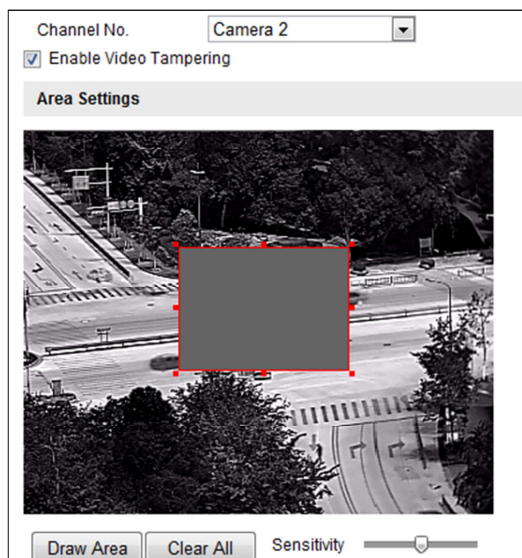 Channel No. Camera 2
Enable Video Tampering
Area Settings
Draw Area Clear All Sensitivity